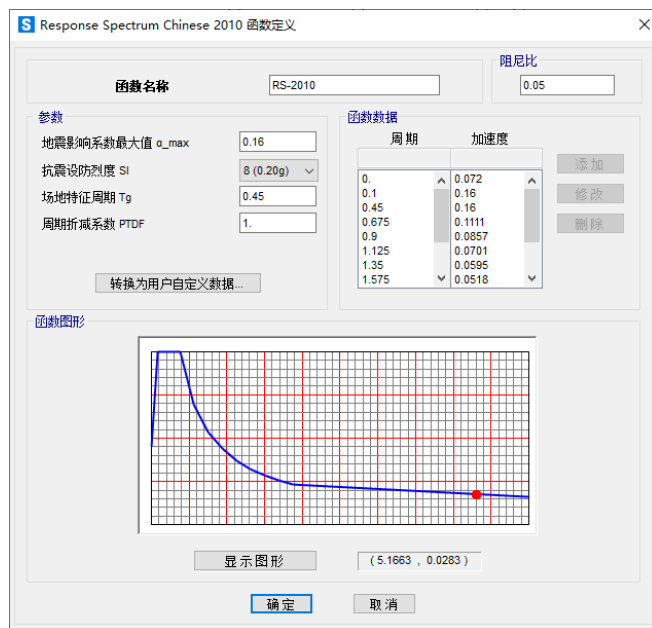 S Response Spectrum Chinese 2010 函数定义
函数名称
RS-2010
阻尼比
0.05
参数
地震影响系数最大值 α_max
0.16
抗震设防烈度 SI
8 (0.20g)
场地特征周期 Tg
0.45
周期折减系数 PTDF
1.
转换为用户自定义数据...
函数数据
周期 加速度
0. 0.072
0.1 0.16
0.45 0.16
0.675 0.1111
0.9 0.0857
1.125 0.0701
1.35 0.0595
1.575 0.0518
添加
修改
删除
函数图形
显示图形
( 5.1663 , 0.0283 )
确定
取消